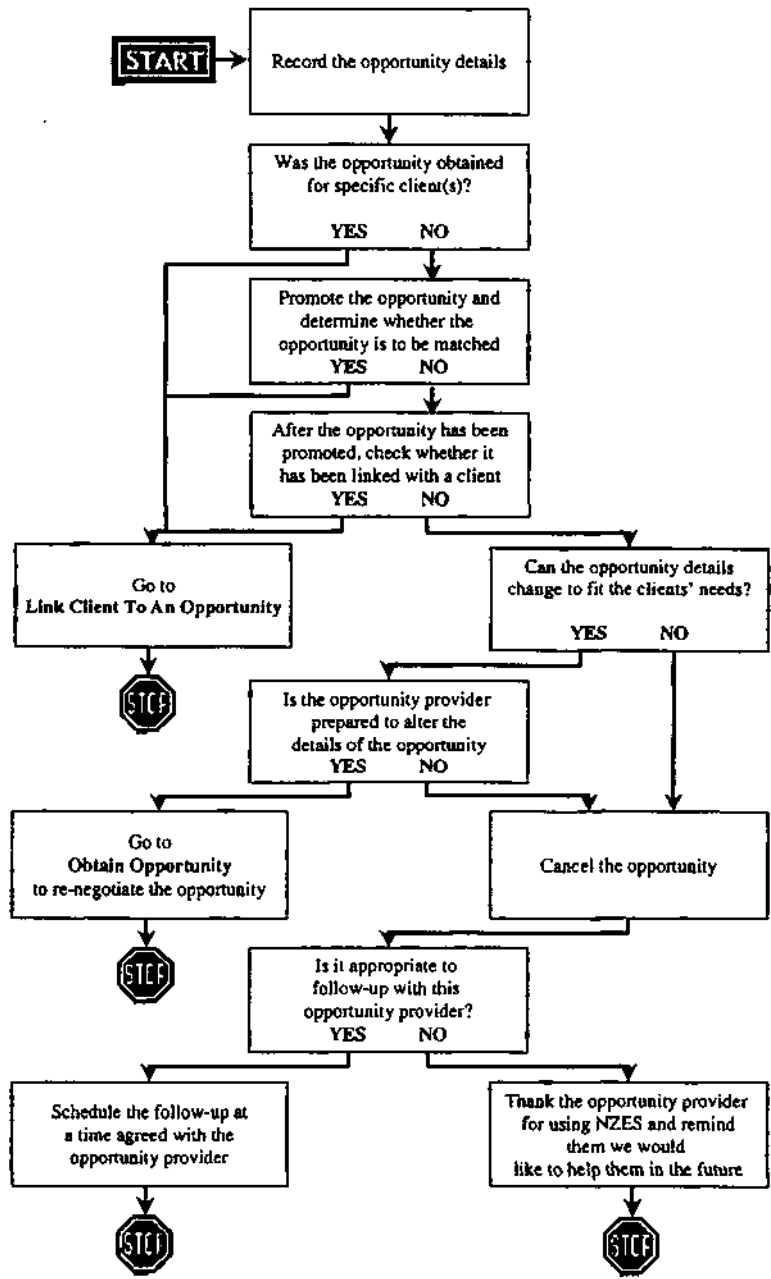 START
Record the opportunity details
Was the opportunity obtained
for specific client(s)?
YES NO
Promote the opportunity and
determine whether the
opportunity is to be matched
YES NO
After the opportunity has been
promoted, check whether it
has been linked with a client
YES NO
Go to
Link Client To An Opportunity
STOP
Can the opportunity details
change to fit the clients' needs?
YES NO
Is the opportunity provider
prepared to alter the
details of the opportunity
YES NO
Go to
Obtain Opportunity
to re-negotiate the opportunity
STOP
Cancel the opportunity
Is it appropriate to
follow-up with this
opportunity provider?
YES NO
Schedule the follow-up at
a time agreed with the
opportunity provider
STOP
Thank the opportunity provider
for using NZES and remind
them we would
like to help them in the future
STOP